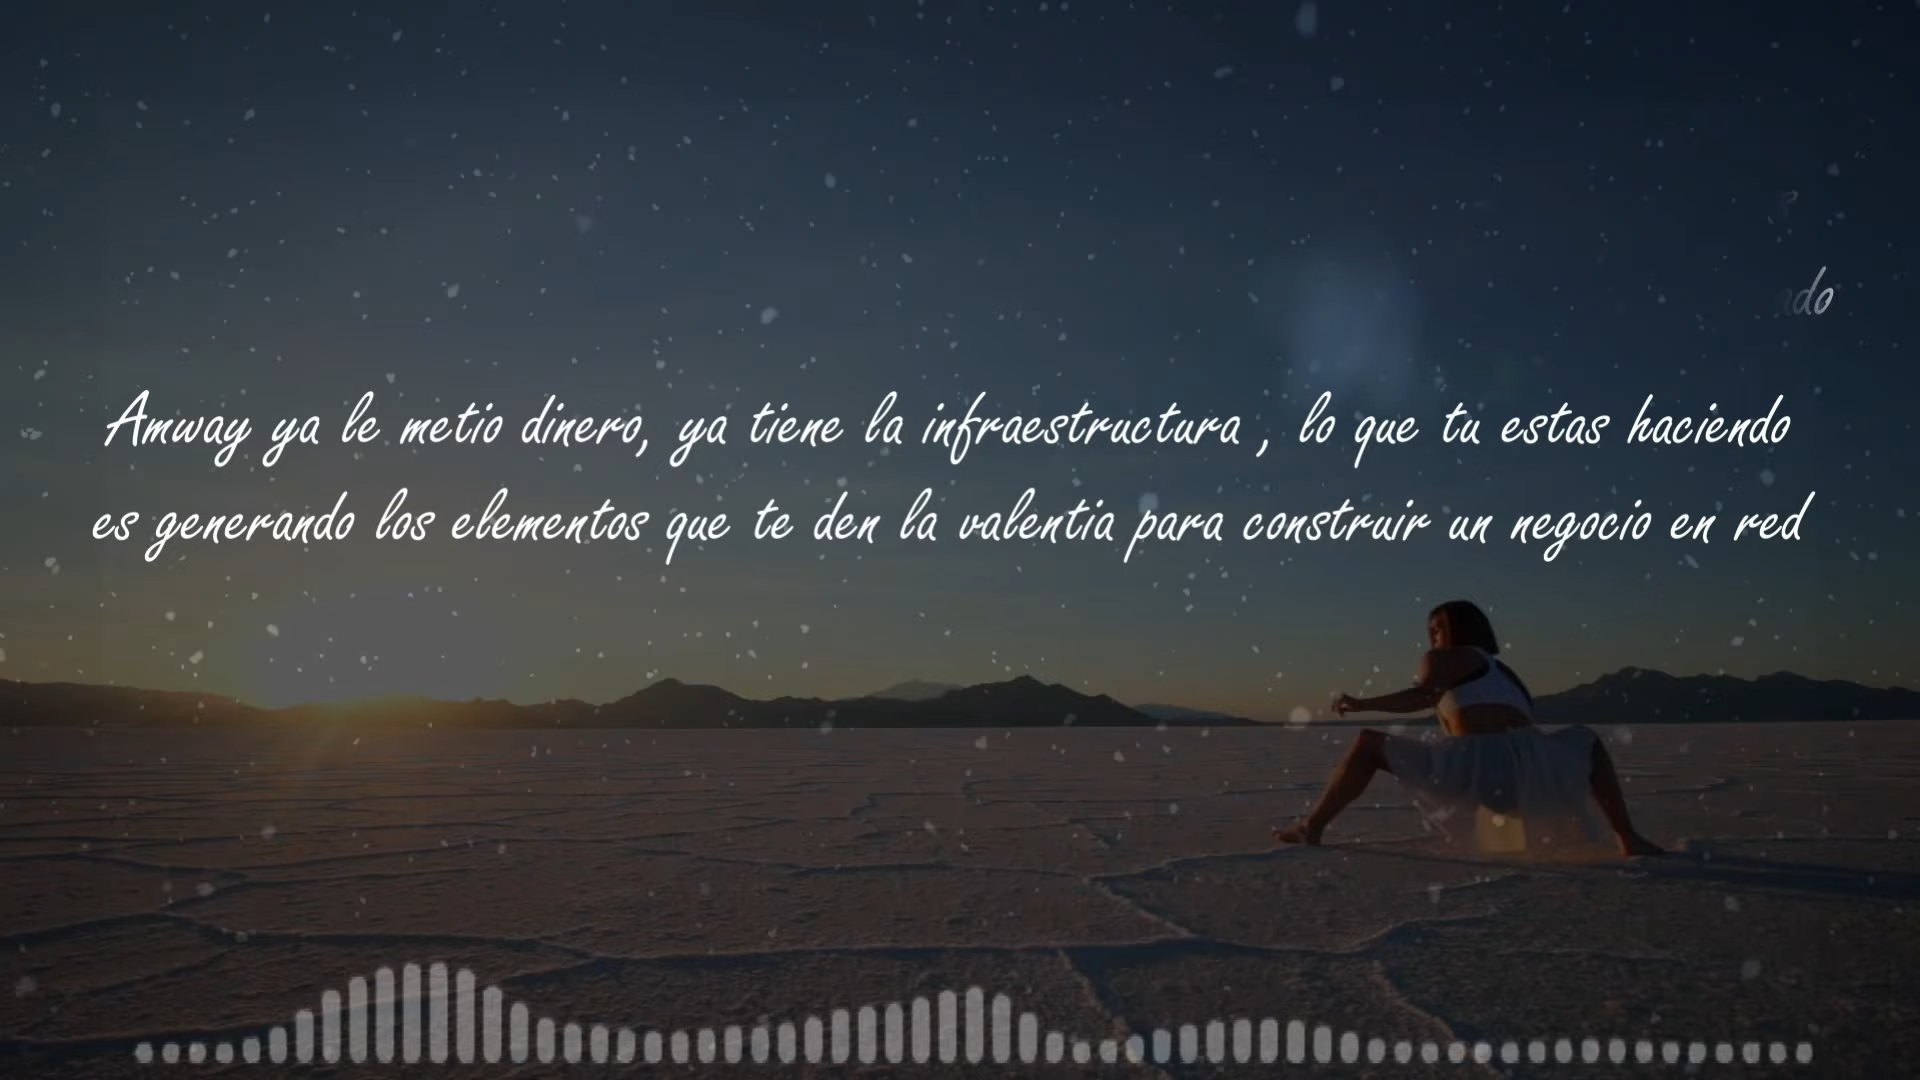 Amway ya le metio dinero, ya tiene la infraestructura , lo que tu estas haciendo
es generando los elementos que te den la valentia para construir un negocio en red